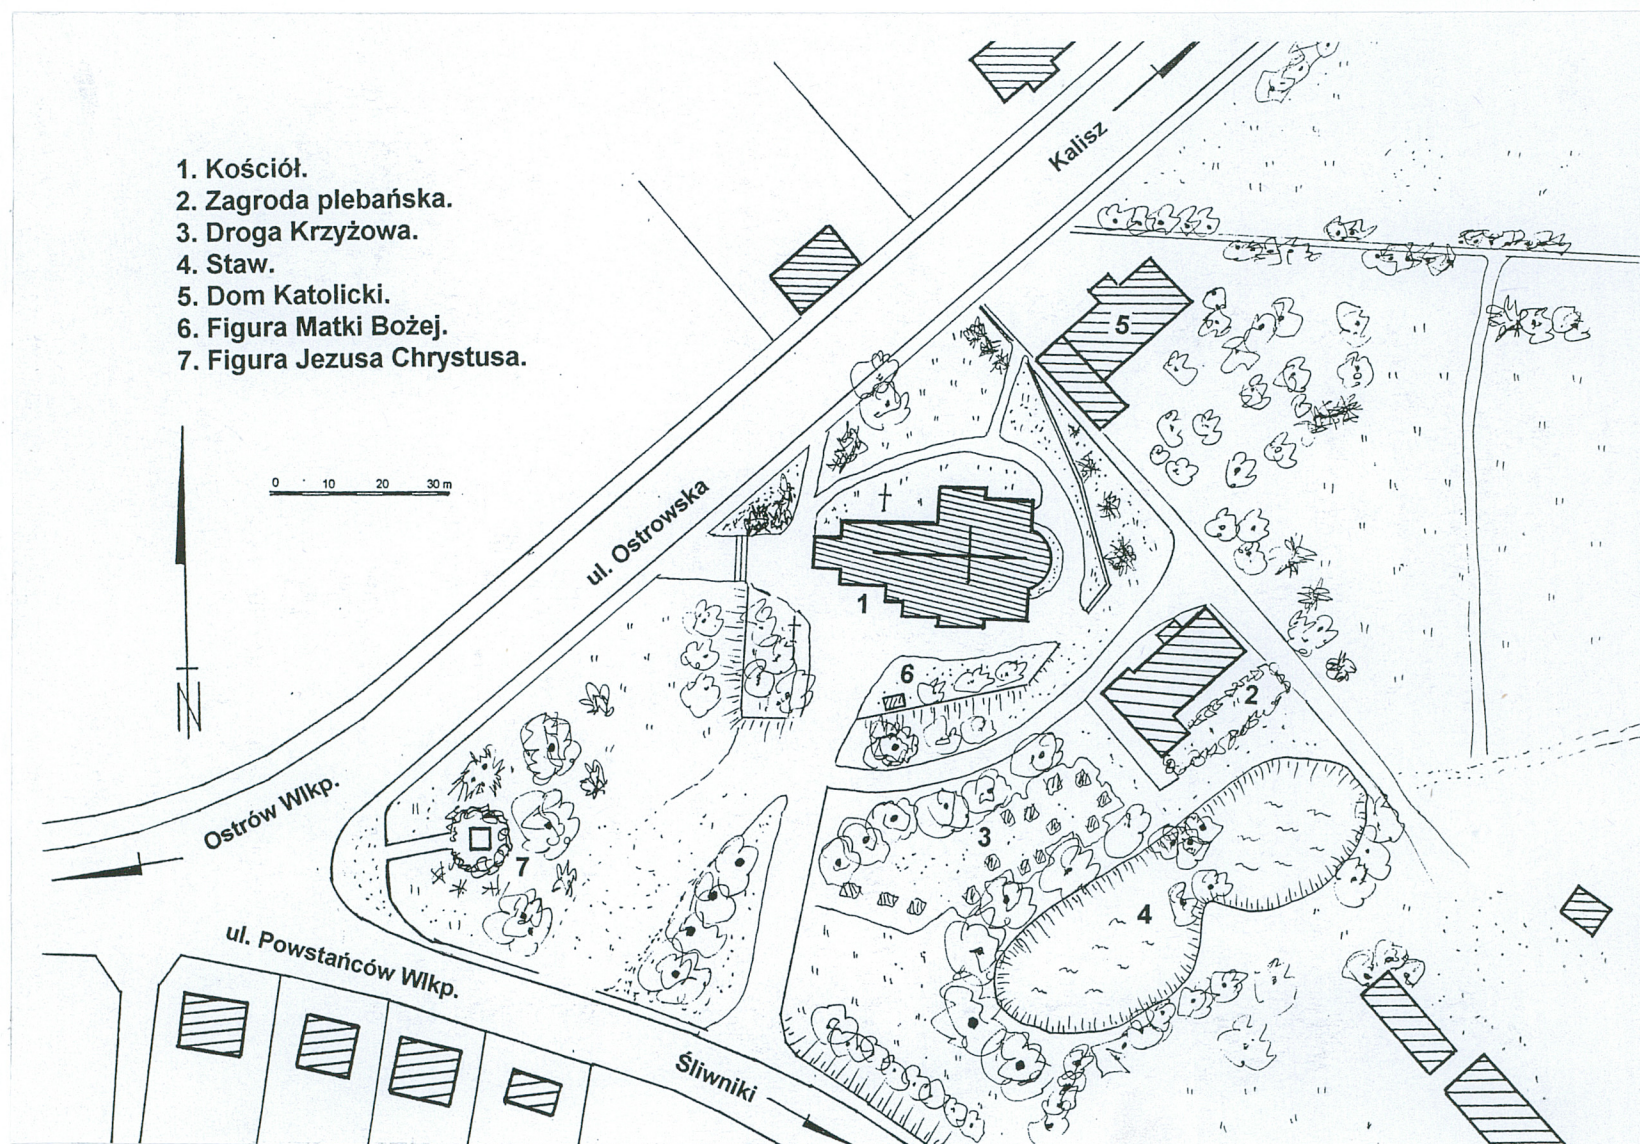 1. Kościół.
2. Zagroda plebańska.
3. Droga Krzyżowa.
4. Staw.
5. Dom Katolicki.
6. Figura Matki Bożej.
7. Figura Jezusa Chrystusa.
Kalisz
5
0 10 20 30 m
ul. Ostrowska
1
N
6
2
Ostrów Wlkp.
3
7
4
ul. Powstańców Wlkp.
Śliwniki